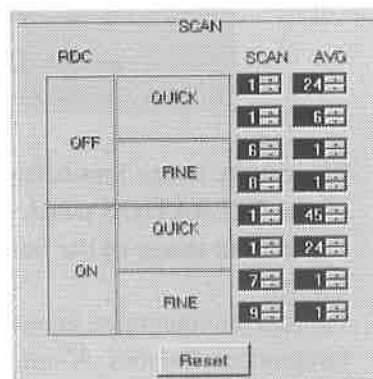 SCAN
RDC SCAN AVG
OFF QUICK 1 24
1 6
FINE 6 1
1
ON QUICK 1 45
1 24
FINE 7 1
9 1
Reset